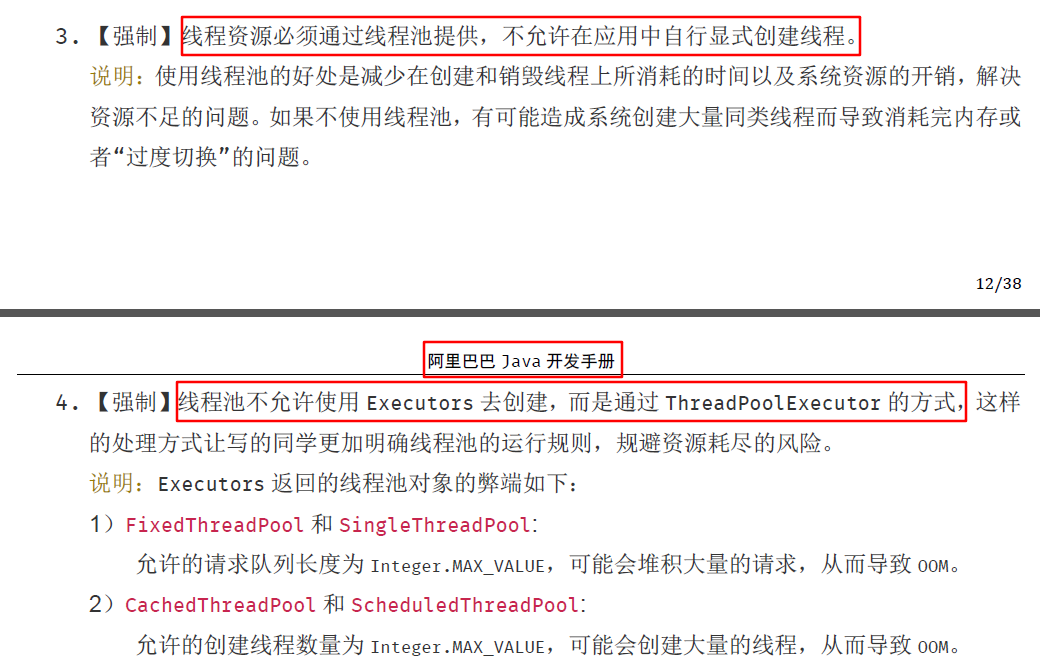 3. 【强制】线程资源必须通过线程池提供，不允许在应用中自行显式创建线程。
说明：使用线程池的好处是减少在创建和销毁线程上所消耗的时间以及系统资源的开销，解决
资源不足的问题。如果不使用线程池，有可能造成系统创建大量同类线程而导致消耗完内存或
者“过度切换”的问题。
12/38
阿里巴巴 Java 开发手册
4. 【强制】线程池不允许使用 Executors 去创建，而是通过 ThreadPoolExecutor 的方式，这样
的处理方式让写的同学更加明确线程池的运行规则，规避资源耗尽的风险。
说明：Executors 返回的线程池对象的弊端如下：
1）FixedThreadPool 和 SingleThreadPool:
允许的请求队列长度为 Integer.MAX_VALUE，可能会堆积大量的请求，从而导致 OOM。
2）CachedThreadPool 和 ScheduledThreadPool:
允许的创建线程数量为 Integer.MAX_VALUE，可能会创建大量的线程，从而导致 OOM。